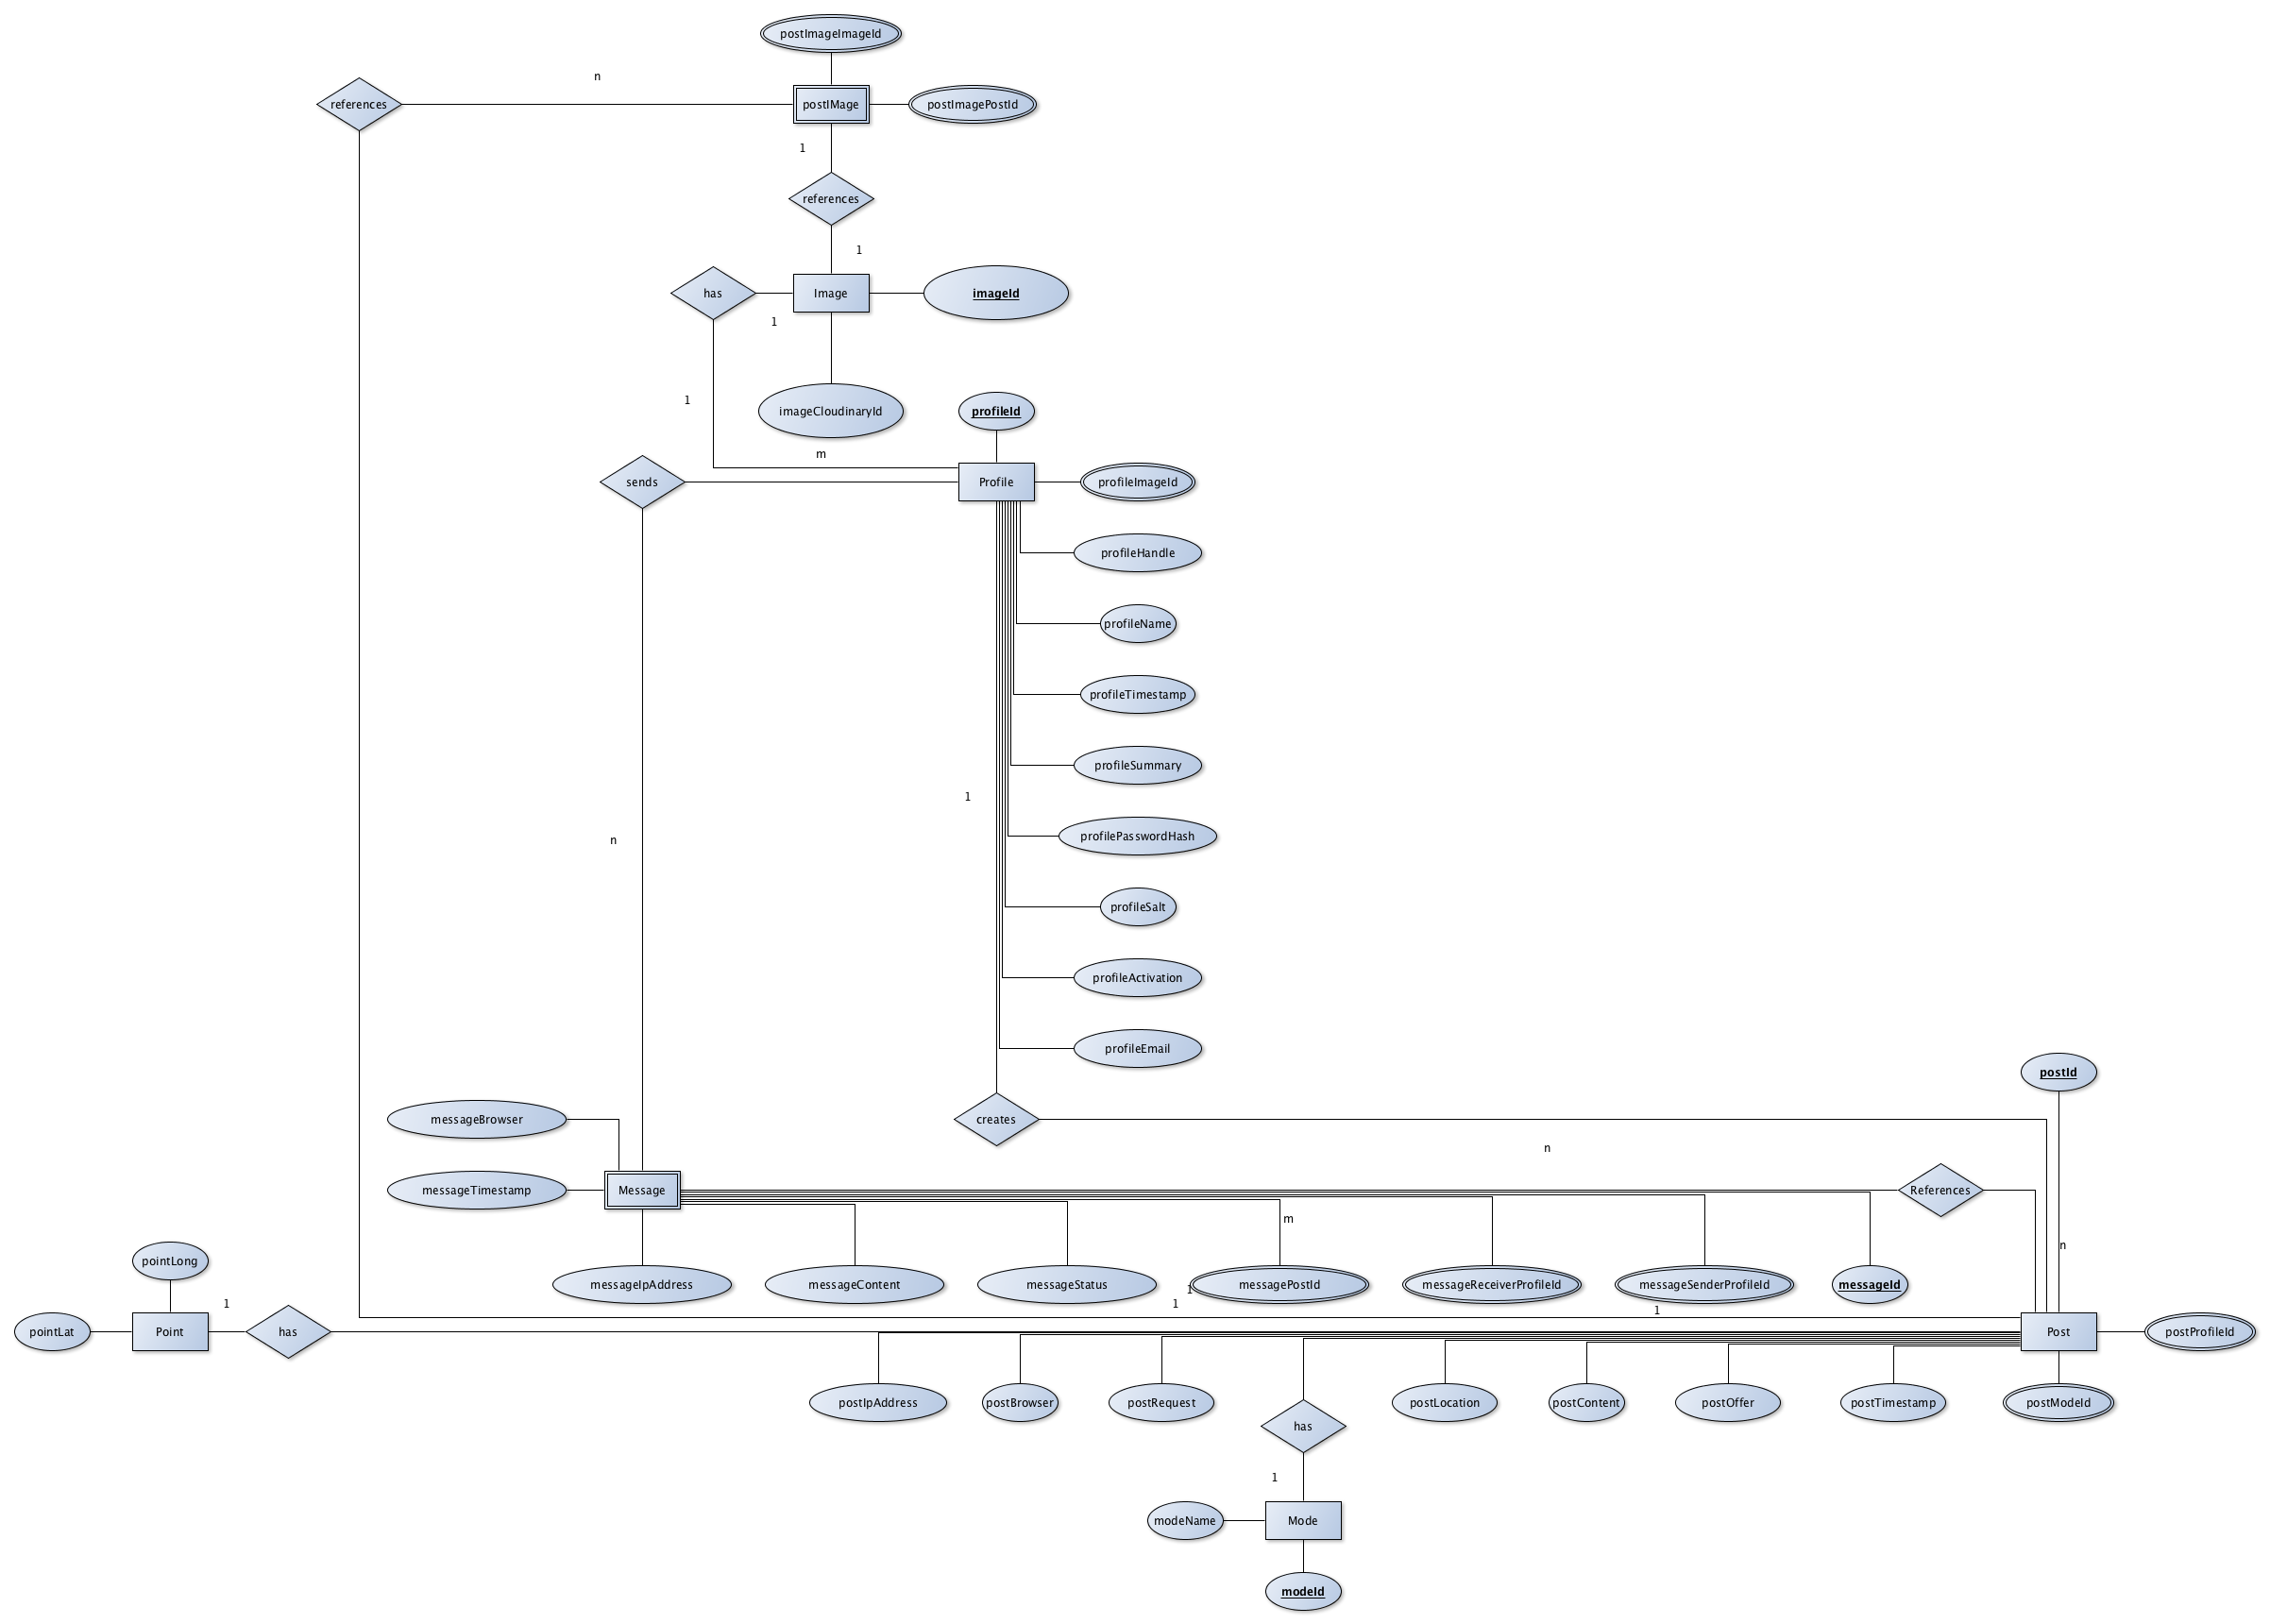 postImageImageId
n
references
postIMage
postImagePostId
1
references
1
has
Image
imageId
1
1
imageCloudinaryId
profileId
m
sends
Profile
profileImageId
profileHandle
profileName
profileTimestamp
profileSummary
1
profilePasswordHash
n
profileSalt
profileActivation
profileEmail
postId
messageBrowser
creates
n
messageTimestamp
Message
References
m
n
pointLong
messageIpAddress
messageContent
messageStatus
messagePostId
messageReceiverProfileId
messageSenderProfileId
messageId
1
1
1
1
pointLat
Point
has
Post
postProfileId
postIpAddress
postBrowser
postRequest
postLocation
postContent
postOffer
postTimestamp
postModeId
has
1
modeName
Mode
modeId